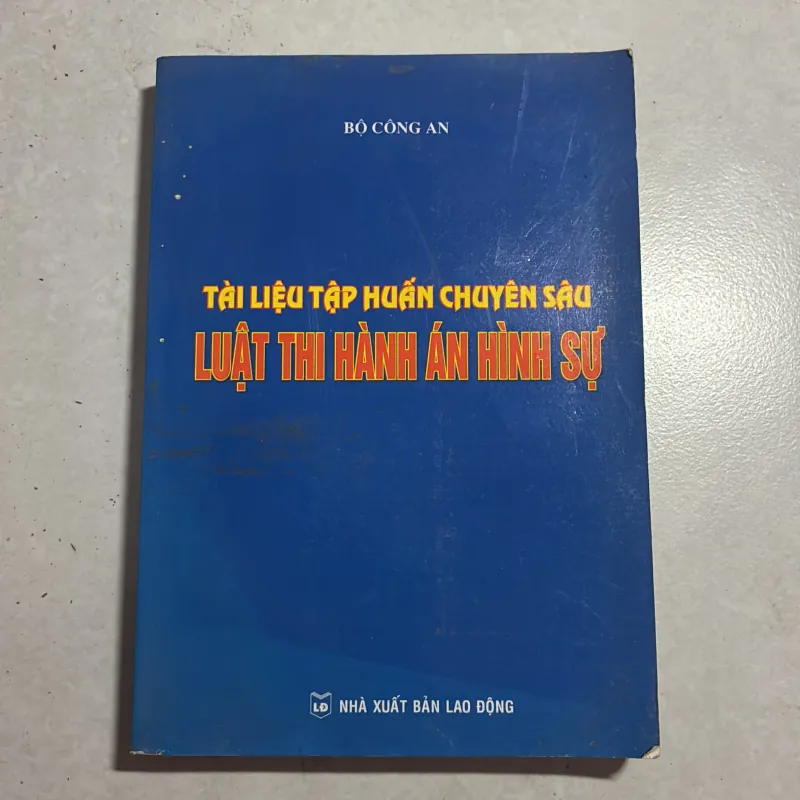 BỘ CÔNG AN
TÀI LIỆU TẬP HUẤN CHUYÊN SÂU
LUẬT THI HÀNH ÁN HÌNH SỰ
LĐ NHÀ XUẤT BẢN LAO ĐỘNG